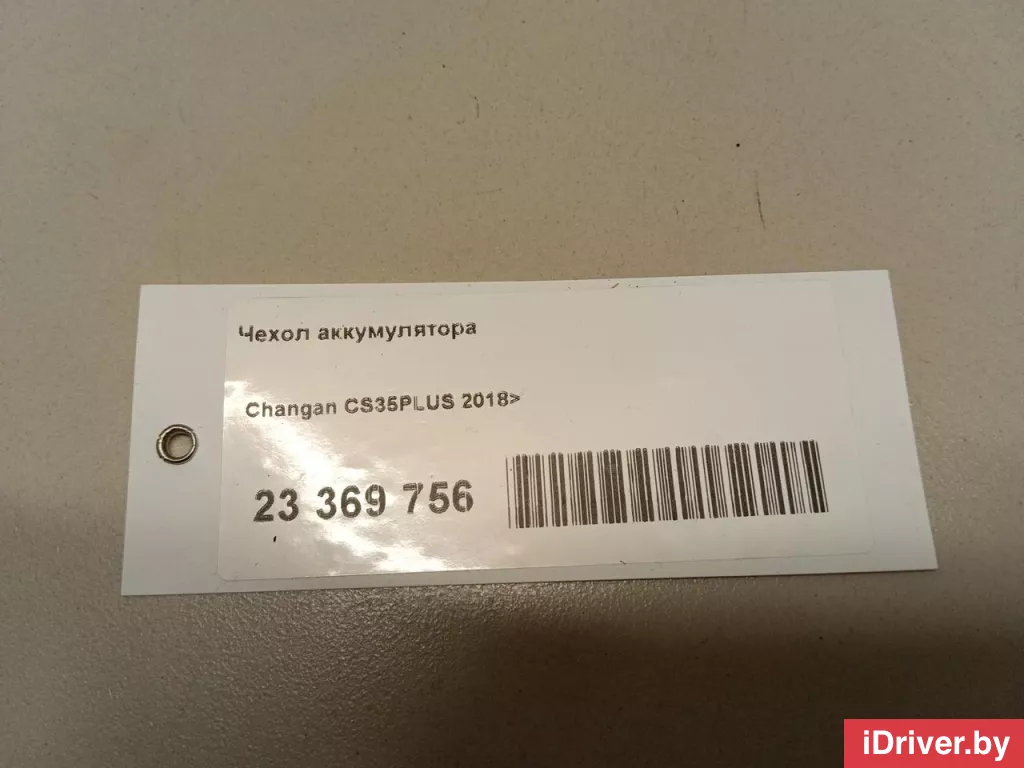 Чехол аккумулятора
Changan CS35PLUS 2018>
23 369 756
iDriver.by